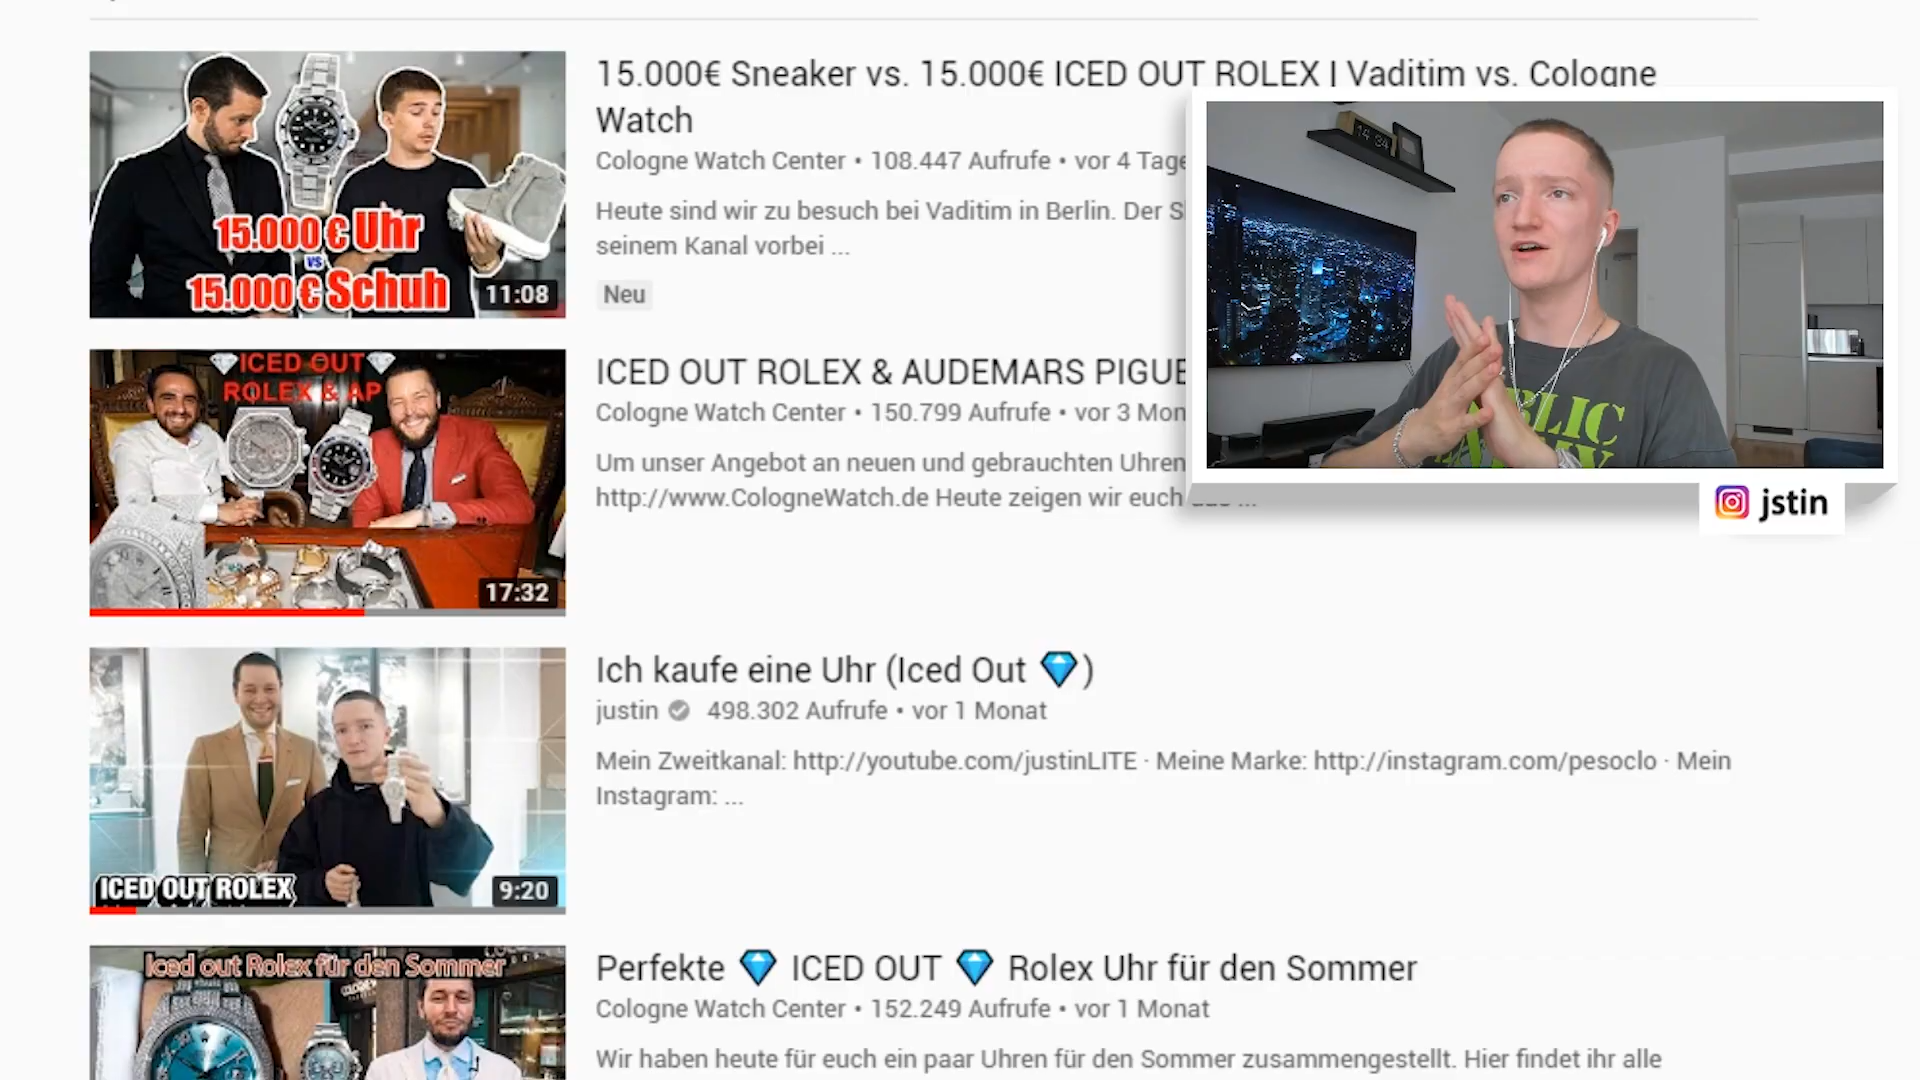 15.000€ Sneaker vs. 15.000€ ICED OUT ROLEX | Vaditim vs. Cologne
Watch
Cologne Watch Center • 108.447 Aufrufe • vor 4 Tage
Heute sind wir zu besuch bei Vaditim in Berlin. Der S
seinem Kanal vorbei ...
Neu
15.000 € Uhr
vs
15.000 € Schuh
11:08
14:34
BLIC
jstin
ICED OUT ROLEX & AUDEMARS PIGUE
Cologne Watch Center • 150.799 Aufrufe • vor 3 Mon
Um unser Angebot an neuen und gebrauchten Uhren
http://www.CologneWatch.de Heute zeigen wir euch das ...
💎ICED OUT💎
ROLEX & AP
17:32
Ich kaufe eine Uhr (Iced Out 💎)
justin 498.302 Aufrufe • vor 1 Monat
Mein Zweitkanal: http://youtube.com/justinLITE · Meine Marke: http://instagram.com/pesoclo · Mein
Instagram: ...
ICED OUT ROLEX
9:20
Perfekte 💎 ICED OUT 💎 Rolex Uhr für den Sommer
Cologne Watch Center • 152.249 Aufrufe • vor 1 Monat
Wir haben heute für euch ein paar Uhren für den Sommer zusammengestellt. Hier findet ihr alle
Iced out Rolex für den Sommer